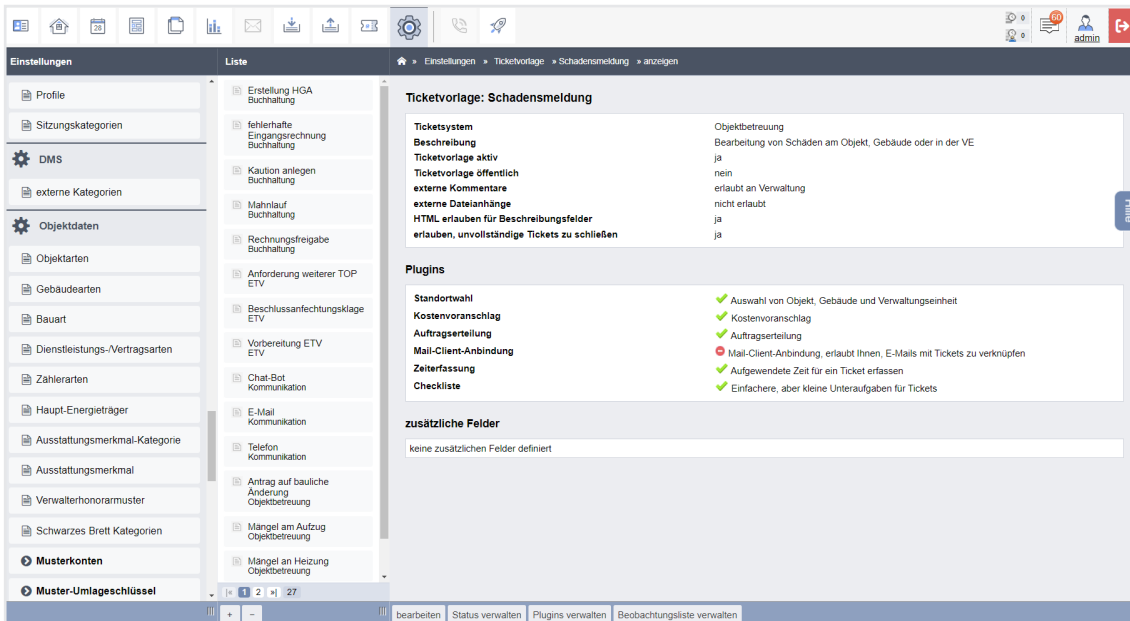 28
0
0
60
admin
Einstellungen
Liste
» Einstellungen » Ticketvorlage » Schadensmeldung » anzeigen
Profile
Sitzungskategorien
DMS
externe Kategorien
Objektdaten
Objektarten
Gebäudearten
Bauart
Dienstleistungs-/Vertragsarten
Zählerarten
Haupt-Energieträger
Ausstattungsmerkmal-Kategorie
Ausstattungsmerkmal
Verwalterhonorarmuster
Schwarzes Brett Kategorien
Musterkonten
Muster-Umlageschlüssel
Erstellung HGA
Buchhaltung
fehlerhafte
Eingangsrechnung
Buchhaltung
Kaution anlegen
Buchhaltung
Mahnlauf
Buchhaltung
Rechnungsfreigabe
Buchhaltung
Anforderung weiterer TOP
ETV
Beschlussanfechtungsklage
ETV
Vorbereitung ETV
ETV
Chat-Bot
Kommunikation
E-Mail
Kommunikation
Telefon
Kommunikation
Antrag auf bauliche
Änderung
Objektbetreuung
Mängel am Aufzug
Objektbetreuung
Mängel an Heizung
Objektbetreuung
|« 1 2 »| 27
+ −
Ticketvorlage: Schadensmeldung
Ticketsystem Objektbetreuung
Beschreibung Bearbeitung von Schäden am Objekt, Gebäude oder in der VE
Ticketvorlage aktiv ja
Ticketvorlage öffentlich nein
externe Kommentare erlaubt an Verwaltung
externe Dateianhänge nicht erlaubt
HTML erlauben für Beschreibungsfelder ja
erlauben, unvollständige Tickets zu schließen ja
Plugins
Standortwahl Auswahl von Objekt, Gebäude und Verwaltungseinheit
Kostenvoranschlag Kostenvoranschlag
Auftragserteilung Auftragserteilung
Mail-Client-Anbindung Mail-Client-Anbindung, erlaubt Ihnen, E-Mails mit Tickets zu verknüpfen
Zeiterfassung Aufgewendete Zeit für ein Ticket erfassen
Checkliste Einfachere, aber kleine Unteraufgaben für Tickets
zusätzliche Felder
keine zusätzlichen Felder definiert
Hilfe
bearbeiten Status verwalten Plugins verwalten Beobachtungsliste verwalten